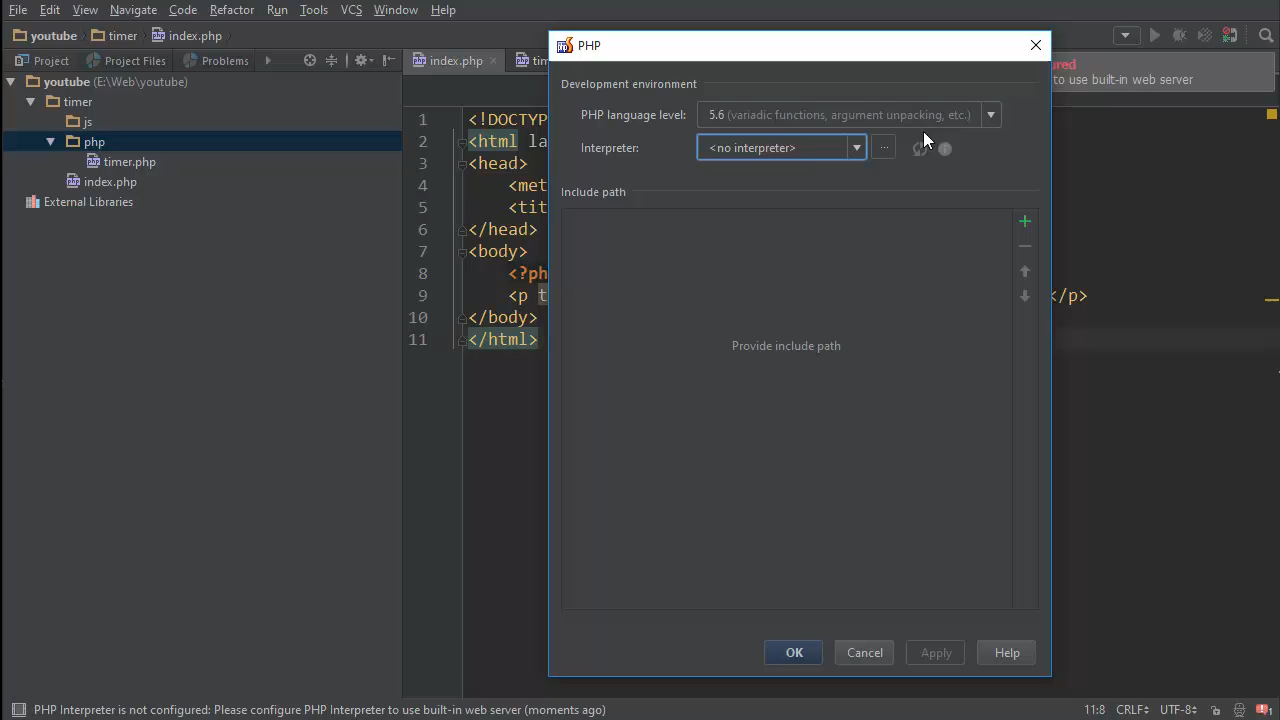 File Edit View Navigate Code Refactor Run Tools VCS Window Help
youtube timer index.php
Project Project Files Problems
youtube (E:\Web\youtube)
timer
js
php
timer.php
index.php
External Libraries
index.php
1 <!DOCTYP
2 <html la
3 <head>
4 <met
5 <tit
6 </head>
7 <body>
8 <?ph
9 <p t </p>
10 </body>
11 </html>
PHP
Development environment
PHP language level: 5.6 (variadic functions, argument unpacking, etc.)
Interpreter: <no interpreter> ...
Include path
Provide include path
OK Cancel Apply Help
ured
to use built-in web server
PHP Interpreter is not configured: Please configure PHP Interpreter to use built-in web server (moments ago) 11:8 CRLF UTF-8